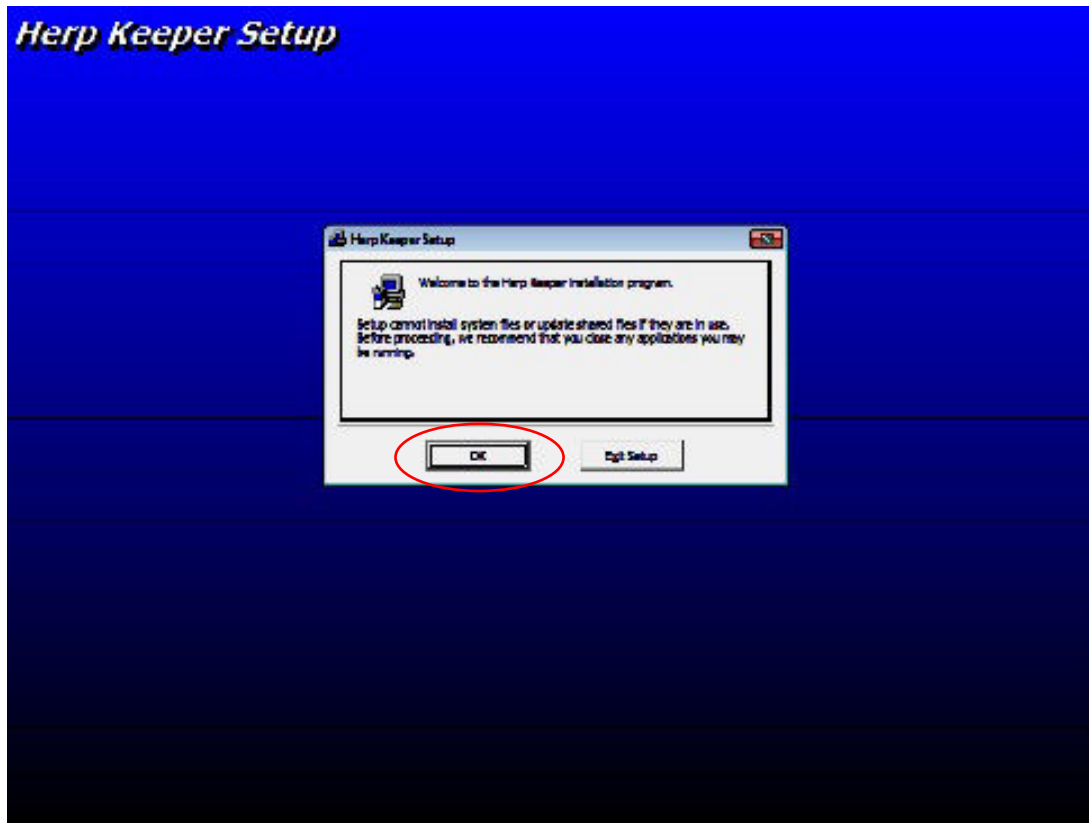 Herp Keeper Setup
Herp Keeper Setup
Welcome to the Herp Keeper installation program.
Setup cannot install system files or update shared files if they are in use.
Before proceeding, we recommend that you close any applications you may
be running.
OK
Exit Setup